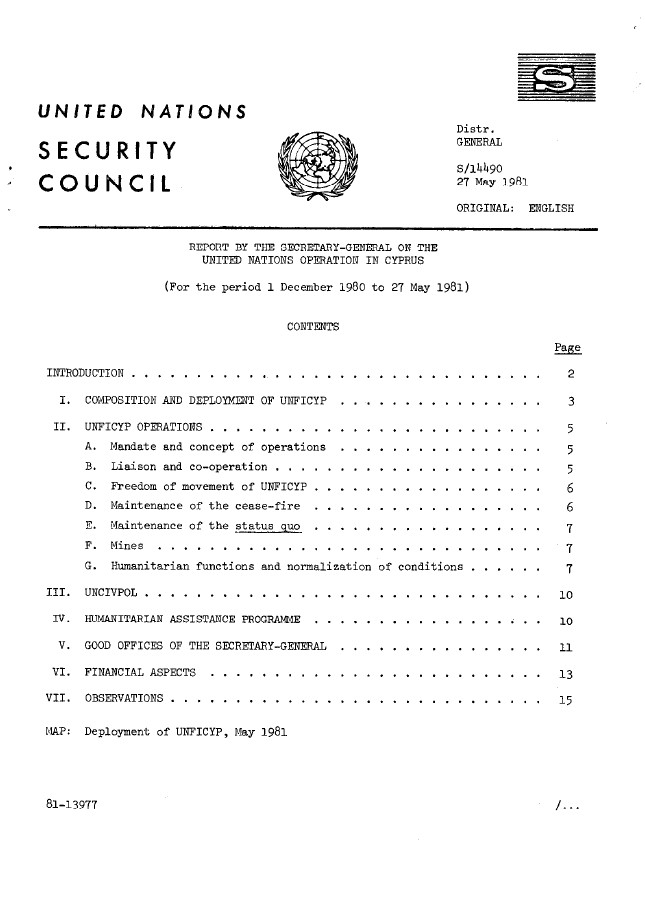 S
UNITED NATIONS
SECURITY
COUNCIL
Distr.
GENERAL
S/14490
27 May 1981
ORIGINAL: ENGLISH
REPORT BY THE SECRETARY-GENERAL ON THE
UNITED NATIONS OPERATION IN CYPRUS
(For the period 1 December 1980 to 27 May 1981)
CONTENTS
Page
INTRODUCTION . . . . . . . . . . . . . . . . . . . . . . . . . . . . . . . . 2
I. COMPOSITION AND DEPLOYMENT OF UNFICYP . . . . . . . . . . . . . . . . 3
II. UNFICYP OPERATIONS . . . . . . . . . . . . . . . . . . . . . . . . . . 5
A. Mandate and concept of operations . . . . . . . . . . . . . . . . 5
B. Liaison and co-operation . . . . . . . . . . . . . . . . . . . . . 5
C. Freedom of movement of UNFICYP . . . . . . . . . . . . . . . . . . 6
D. Maintenance of the cease-fire . . . . . . . . . . . . . . . . . . 6
E. Maintenance of the status quo . . . . . . . . . . . . . . . . . . 7
F. Mines . . . . . . . . . . . . . . . . . . . . . . . . . . . . . . 7
G. Humanitarian functions and normalization of conditions . . . . . . 7
III. UNCIVPOL . . . . . . . . . . . . . . . . . . . . . . . . . . . . . . . 10
IV. HUMANITARIAN ASSISTANCE PROGRAMME . . . . . . . . . . . . . . . . . . 10
V. GOOD OFFICES OF THE SECRETARY-GENERAL . . . . . . . . . . . . . . . . 11
VI. FINANCIAL ASPECTS . . . . . . . . . . . . . . . . . . . . . . . . . . 13
VII. OBSERVATIONS . . . . . . . . . . . . . . . . . . . . . . . . . . . . . 15
MAP: Deployment of UNFICYP, May 1981
81-13977
/...